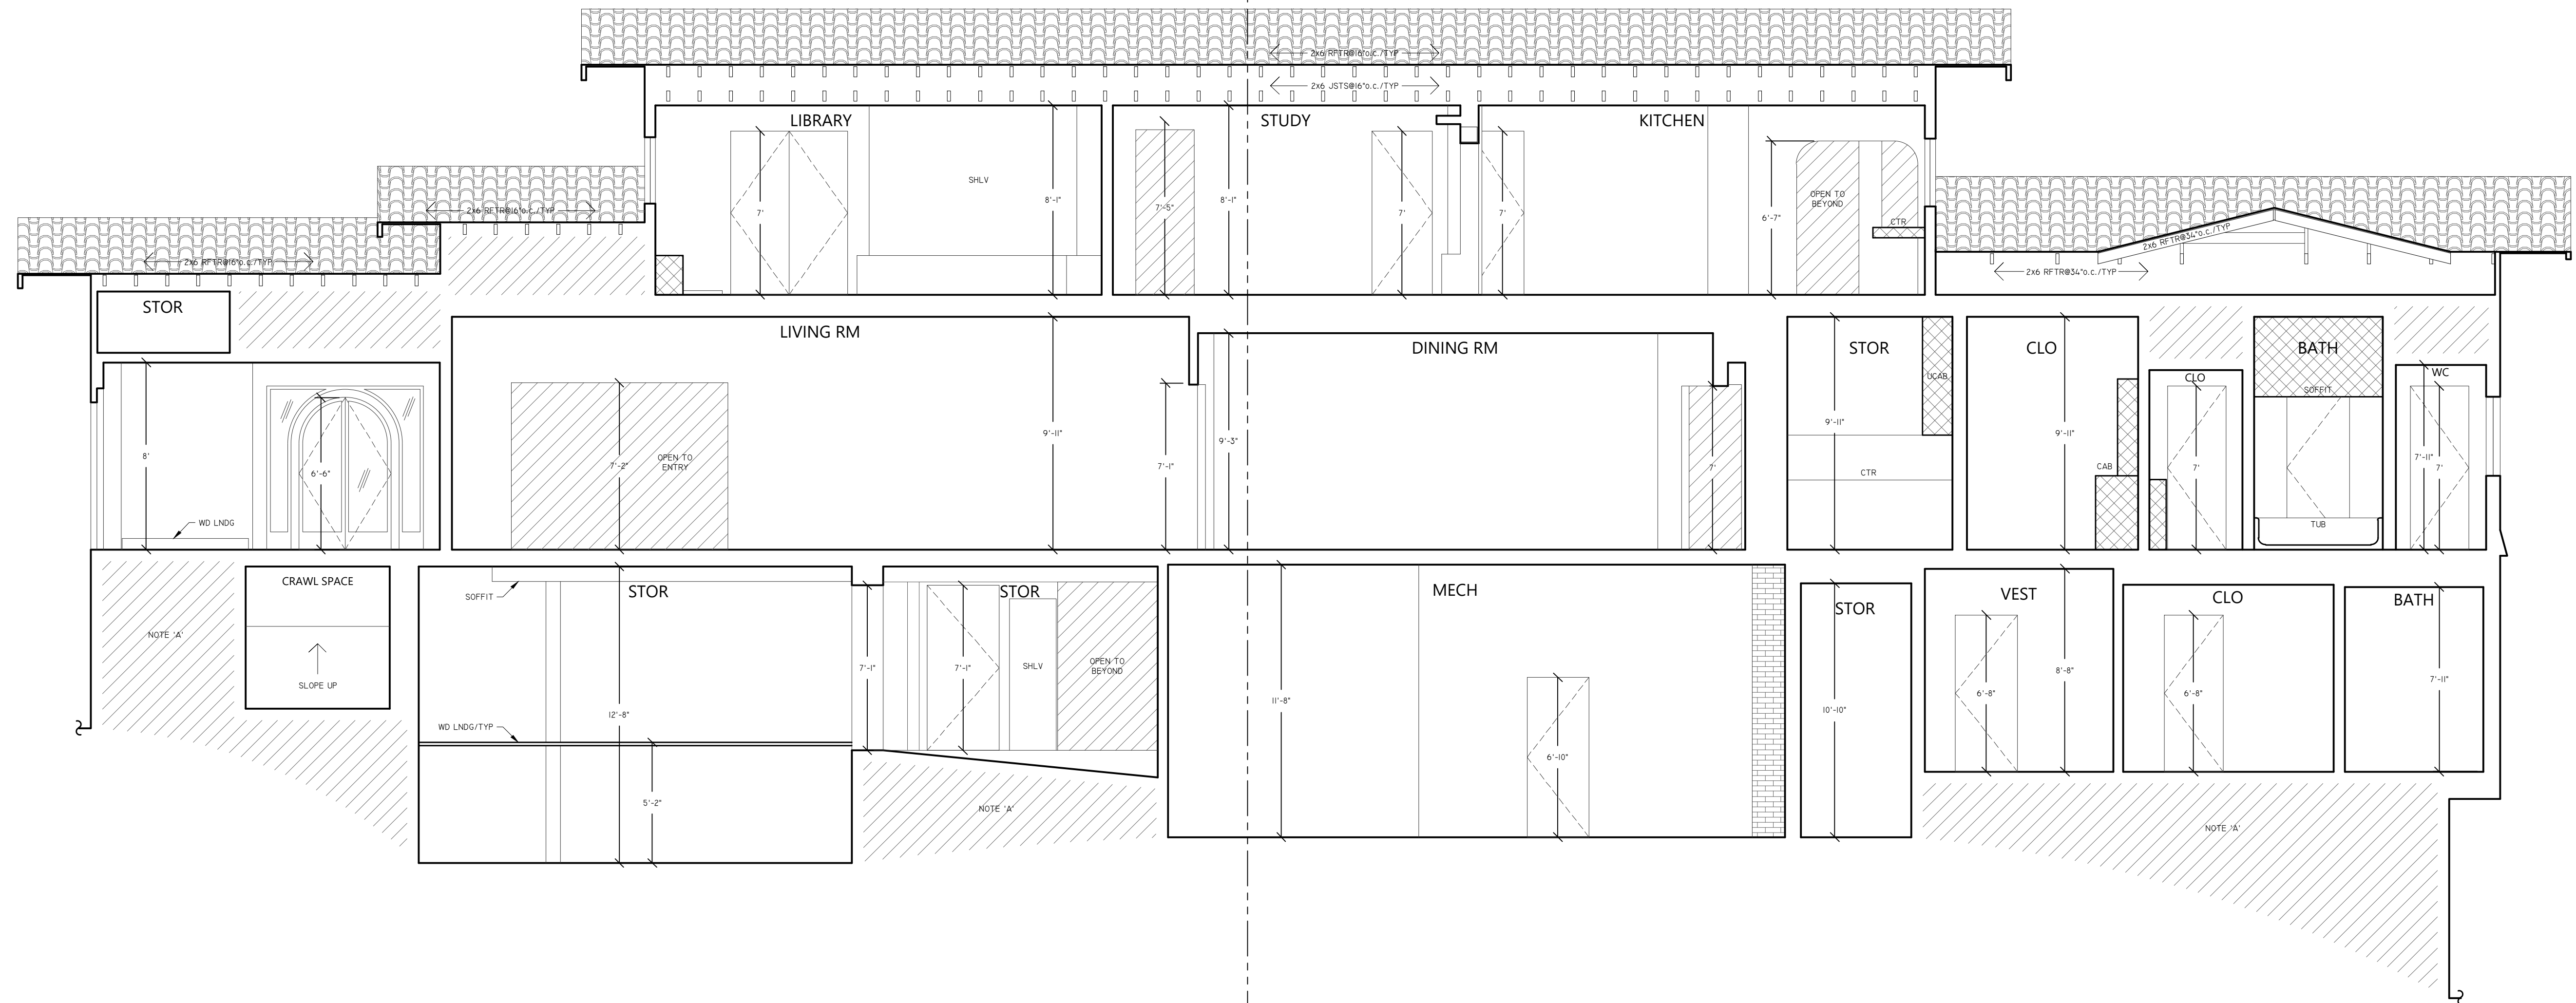 2x6 RFTR@16"o.c./TYP
2x6 JSTS@16"o.c./TYP
LIBRARY
STUDY
KITCHEN
SHLV
7'
8'-1"
7'-5"
8'-1"
7'
7'
6'-7"
OPEN TO
BEYOND
CTR
2x6 RFTR@16"o.c./TYP
2x6 RFTR@16"o.c./TYP
2x6 RFTR@34"o.c./TYP
2x6 RFTR@34"o.c./TYP
STOR
LIVING RM
DINING RM
STOR
CLO
CLO
BATH
WC
UCAB
SOFFIT
8'
6'-6"
WD LNDG
7'-2"
OPEN TO
ENTRY
9'-11"
7'-1"
9'-3"
7'
9'-11"
CTR
9'-11"
CAB
7'
TUB
7'-11"
7'
CRAWL SPACE
NOTE 'A'
SLOPE UP
SOFFIT
STOR
WD LNDG/TYP
12'-8"
5'-2"
7'-1"
STOR
7'-1"
SHLV
OPEN TO
BEYOND
NOTE 'A'
MECH
11'-8"
6'-10"
STOR
10'-10"
VEST
6'-8"
8'-8"
CLO
6'-8"
BATH
7'-11"
NOTE 'A'